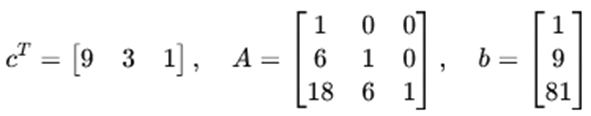 c^T = [9 3 1], A = [1 0 0; 6 1 0; 18 6 1], b = [1; 9; 81]